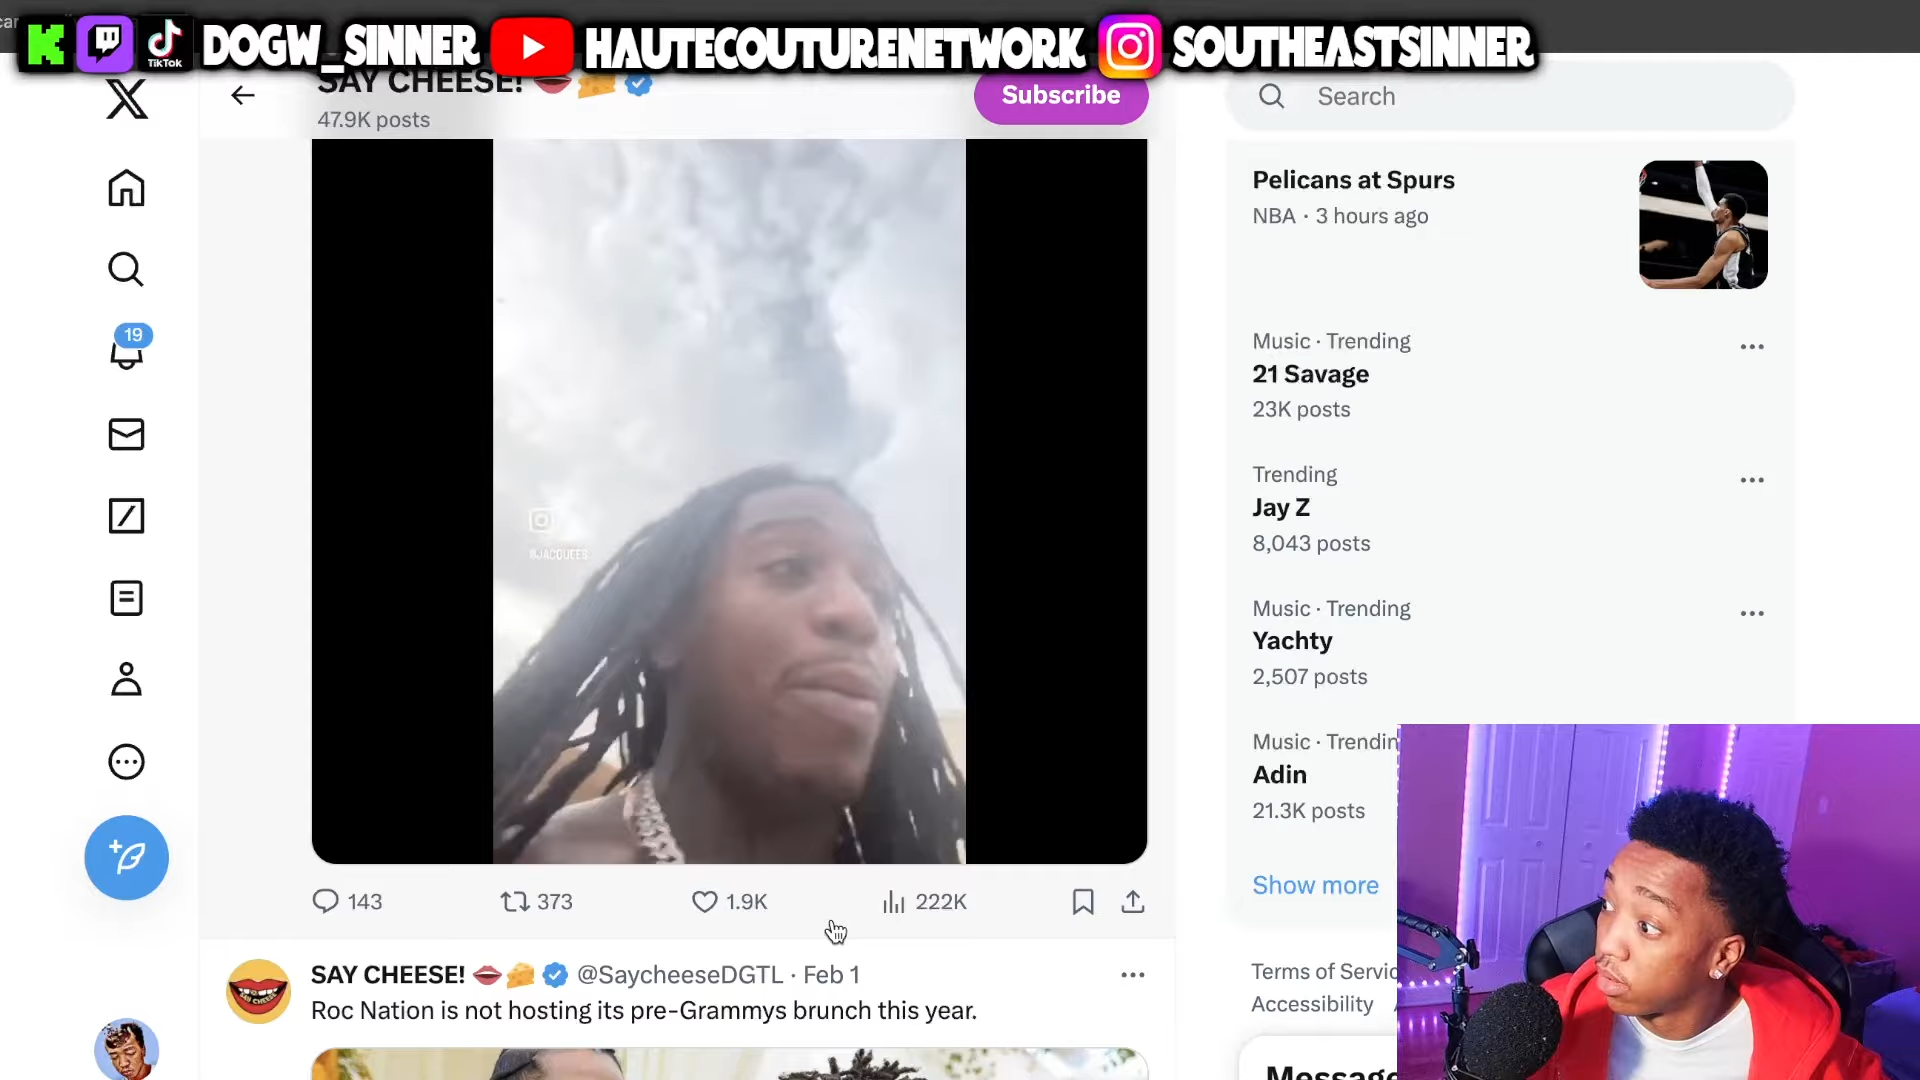 TikTok
DOGW_SINNER
HAUTECOUTURENETWORK
SOUTHEASTSINNER
SAY CHEESE!
47.9K posts
Subscribe
Search
19
@JACQUEES
143
373
1.9K
222K
SAY CHEESE! @SaycheeseDGTL · Feb 1
Roc Nation is not hosting its pre-Grammys brunch this year.
Pelicans at Spurs
NBA · 3 hours ago
Music · Trending
21 Savage
23K posts
Trending
Jay Z
8,043 posts
Music · Trending
Yachty
2,507 posts
Music · Trendin
Adin
21.3K posts
Show more
Terms of Servic
Accessibility
Message